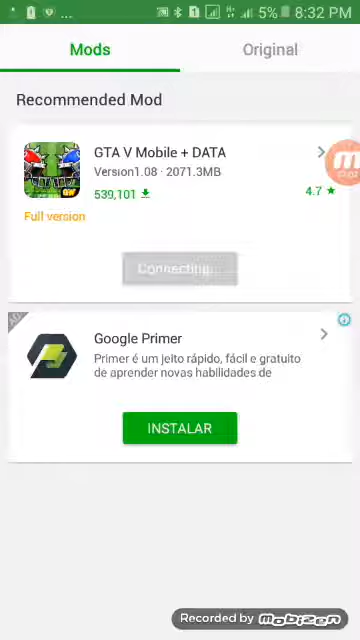 5% 8:32 PM
Mods
Original
Recommended Mod
GTA V Mobile + DATA
Version1.08 · 2071.3MB
539,101
4.7 ★
Full version
Connecting...
AD
Google Primer
Primer é um jeito rápido, fácil e gratuito
de aprender novas habilidades de
INSTALAR
Recorded by Mobizen